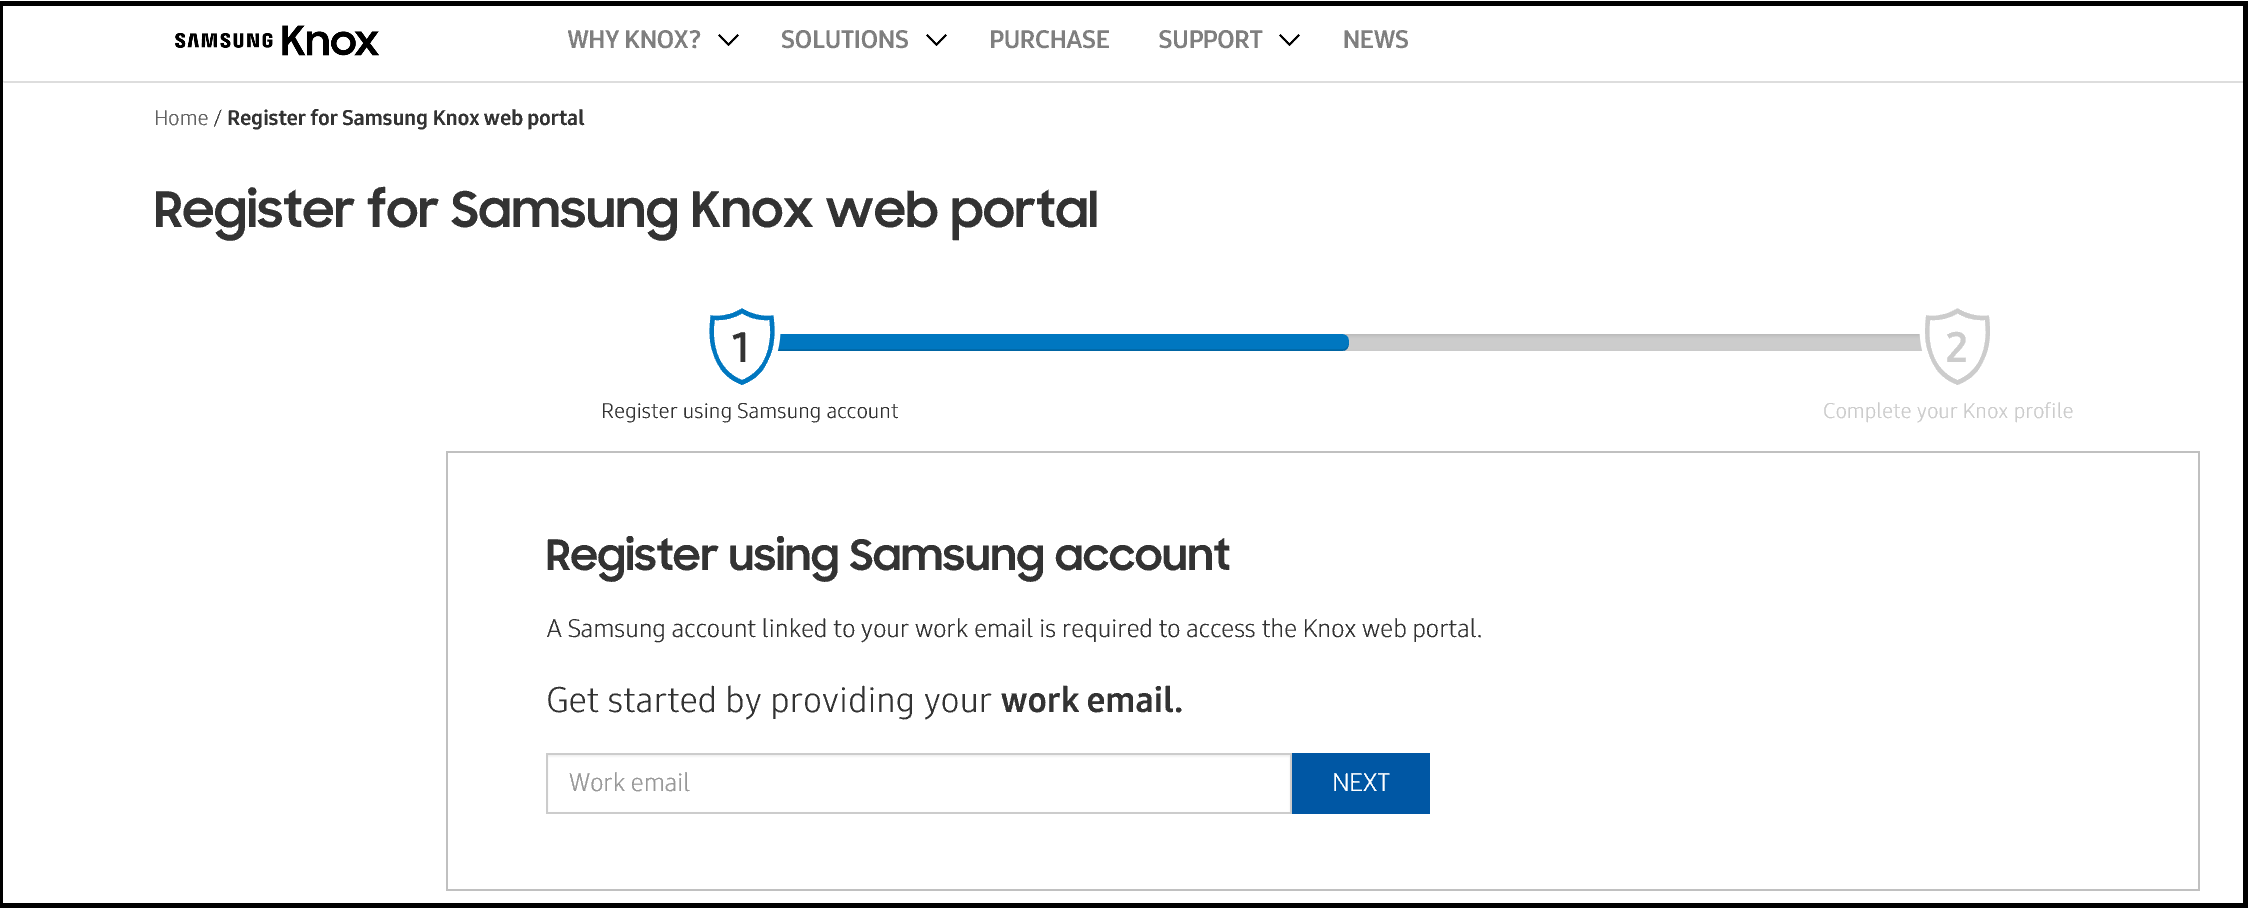 SAMSUNG Knox
WHY KNOX? SOLUTIONS PURCHASE SUPPORT NEWS
Home / Register for Samsung Knox web portal
Register for Samsung Knox web portal
1 2
Register using Samsung account Complete your Knox profile
Register using Samsung account
A Samsung account linked to your work email is required to access the Knox web portal.
Get started by providing your work email.
Work email NEXT